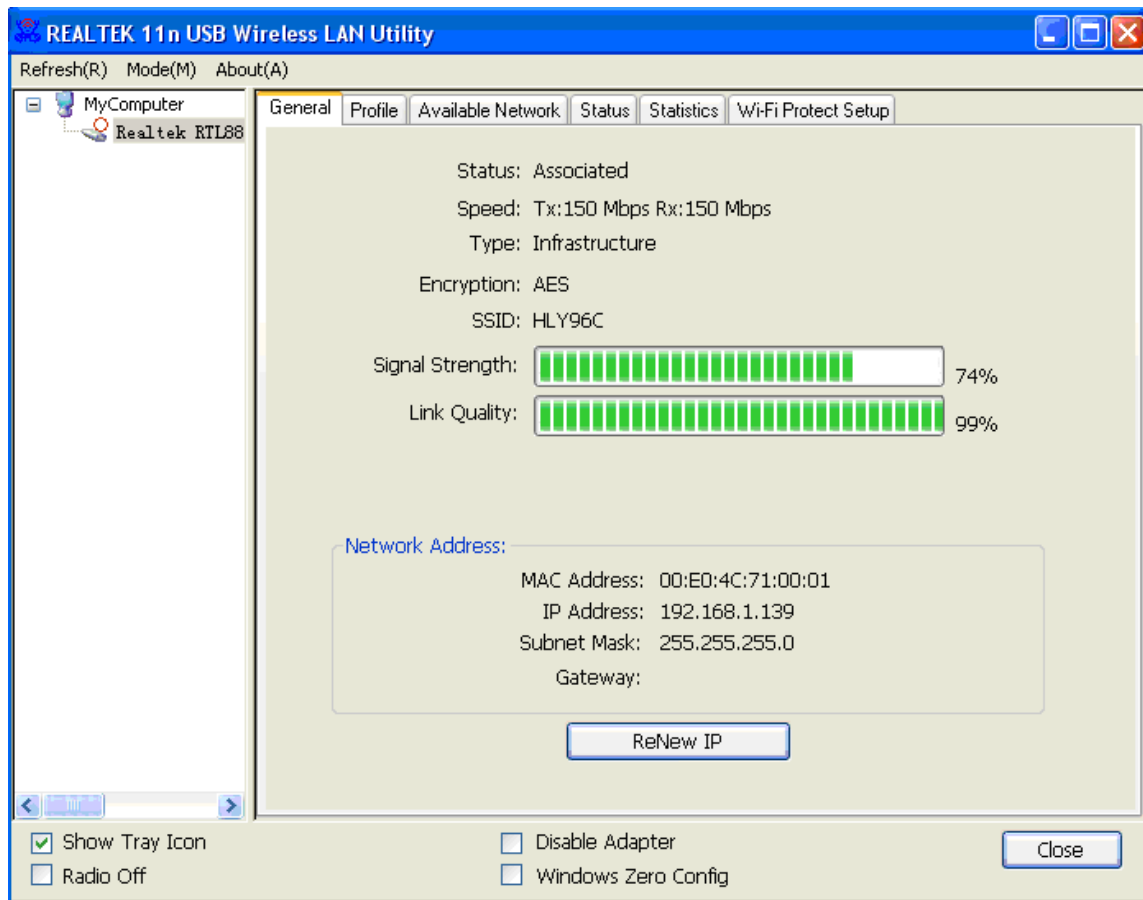 REALTEK 11n USB Wireless LAN Utility
Refresh(R) Mode(M) About(A)
MyComputer
Realtek RTL88
General Profile Available Network Status Statistics Wi-Fi Protect Setup
Status: Associated
Speed: Tx:150 Mbps Rx:150 Mbps
Type: Infrastructure
Encryption: AES
SSID: HLY96C
Signal Strength: 74%
Link Quality: 99%
Network Address:
MAC Address: 00:E0:4C:71:00:01
IP Address: 192.168.1.139
Subnet Mask: 255.255.255.0
Gateway:
ReNew IP
Show Tray Icon Disable Adapter
Radio Off Windows Zero Config
Close